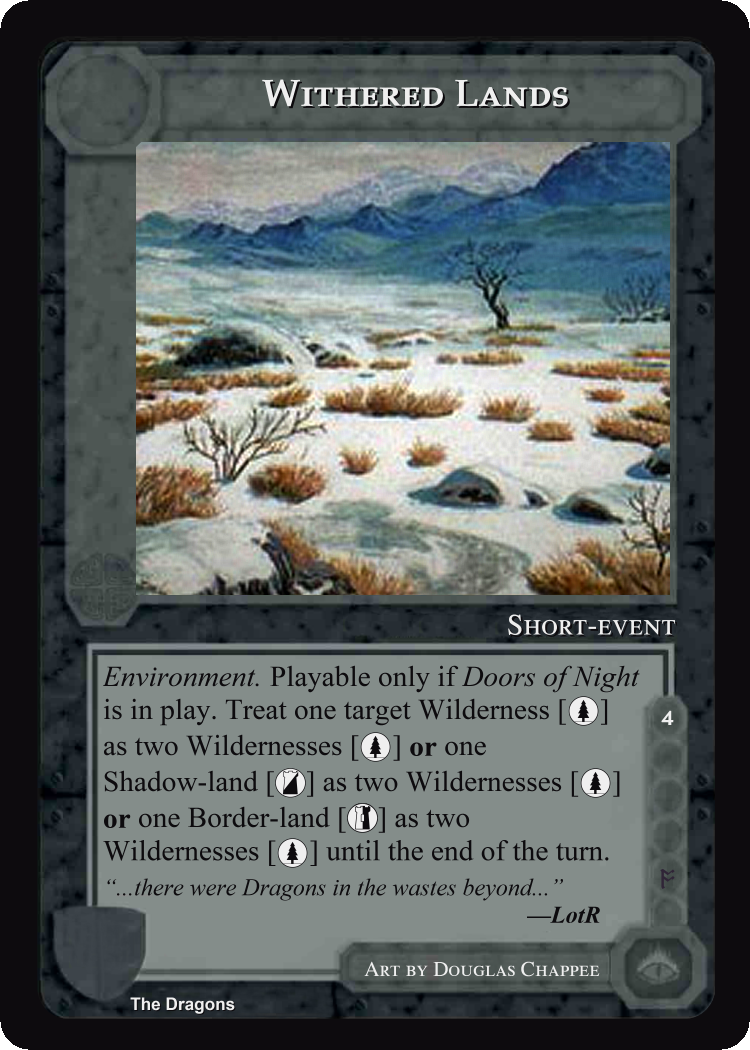 Withered Lands
Short-event
Environment. Playable only if Doors of Night
is in play. Treat one target Wilderness [ ]
as two Wildernesses [ ] or one
Shadow-land [ ] as two Wildernesses [ ]
or one Border-land [ ] as two
Wildernesses [ ] until the end of the turn.
4
“...there were Dragons in the wastes beyond...”
—LotR
ᚩ
Art by Douglas Chappee
The Dragons